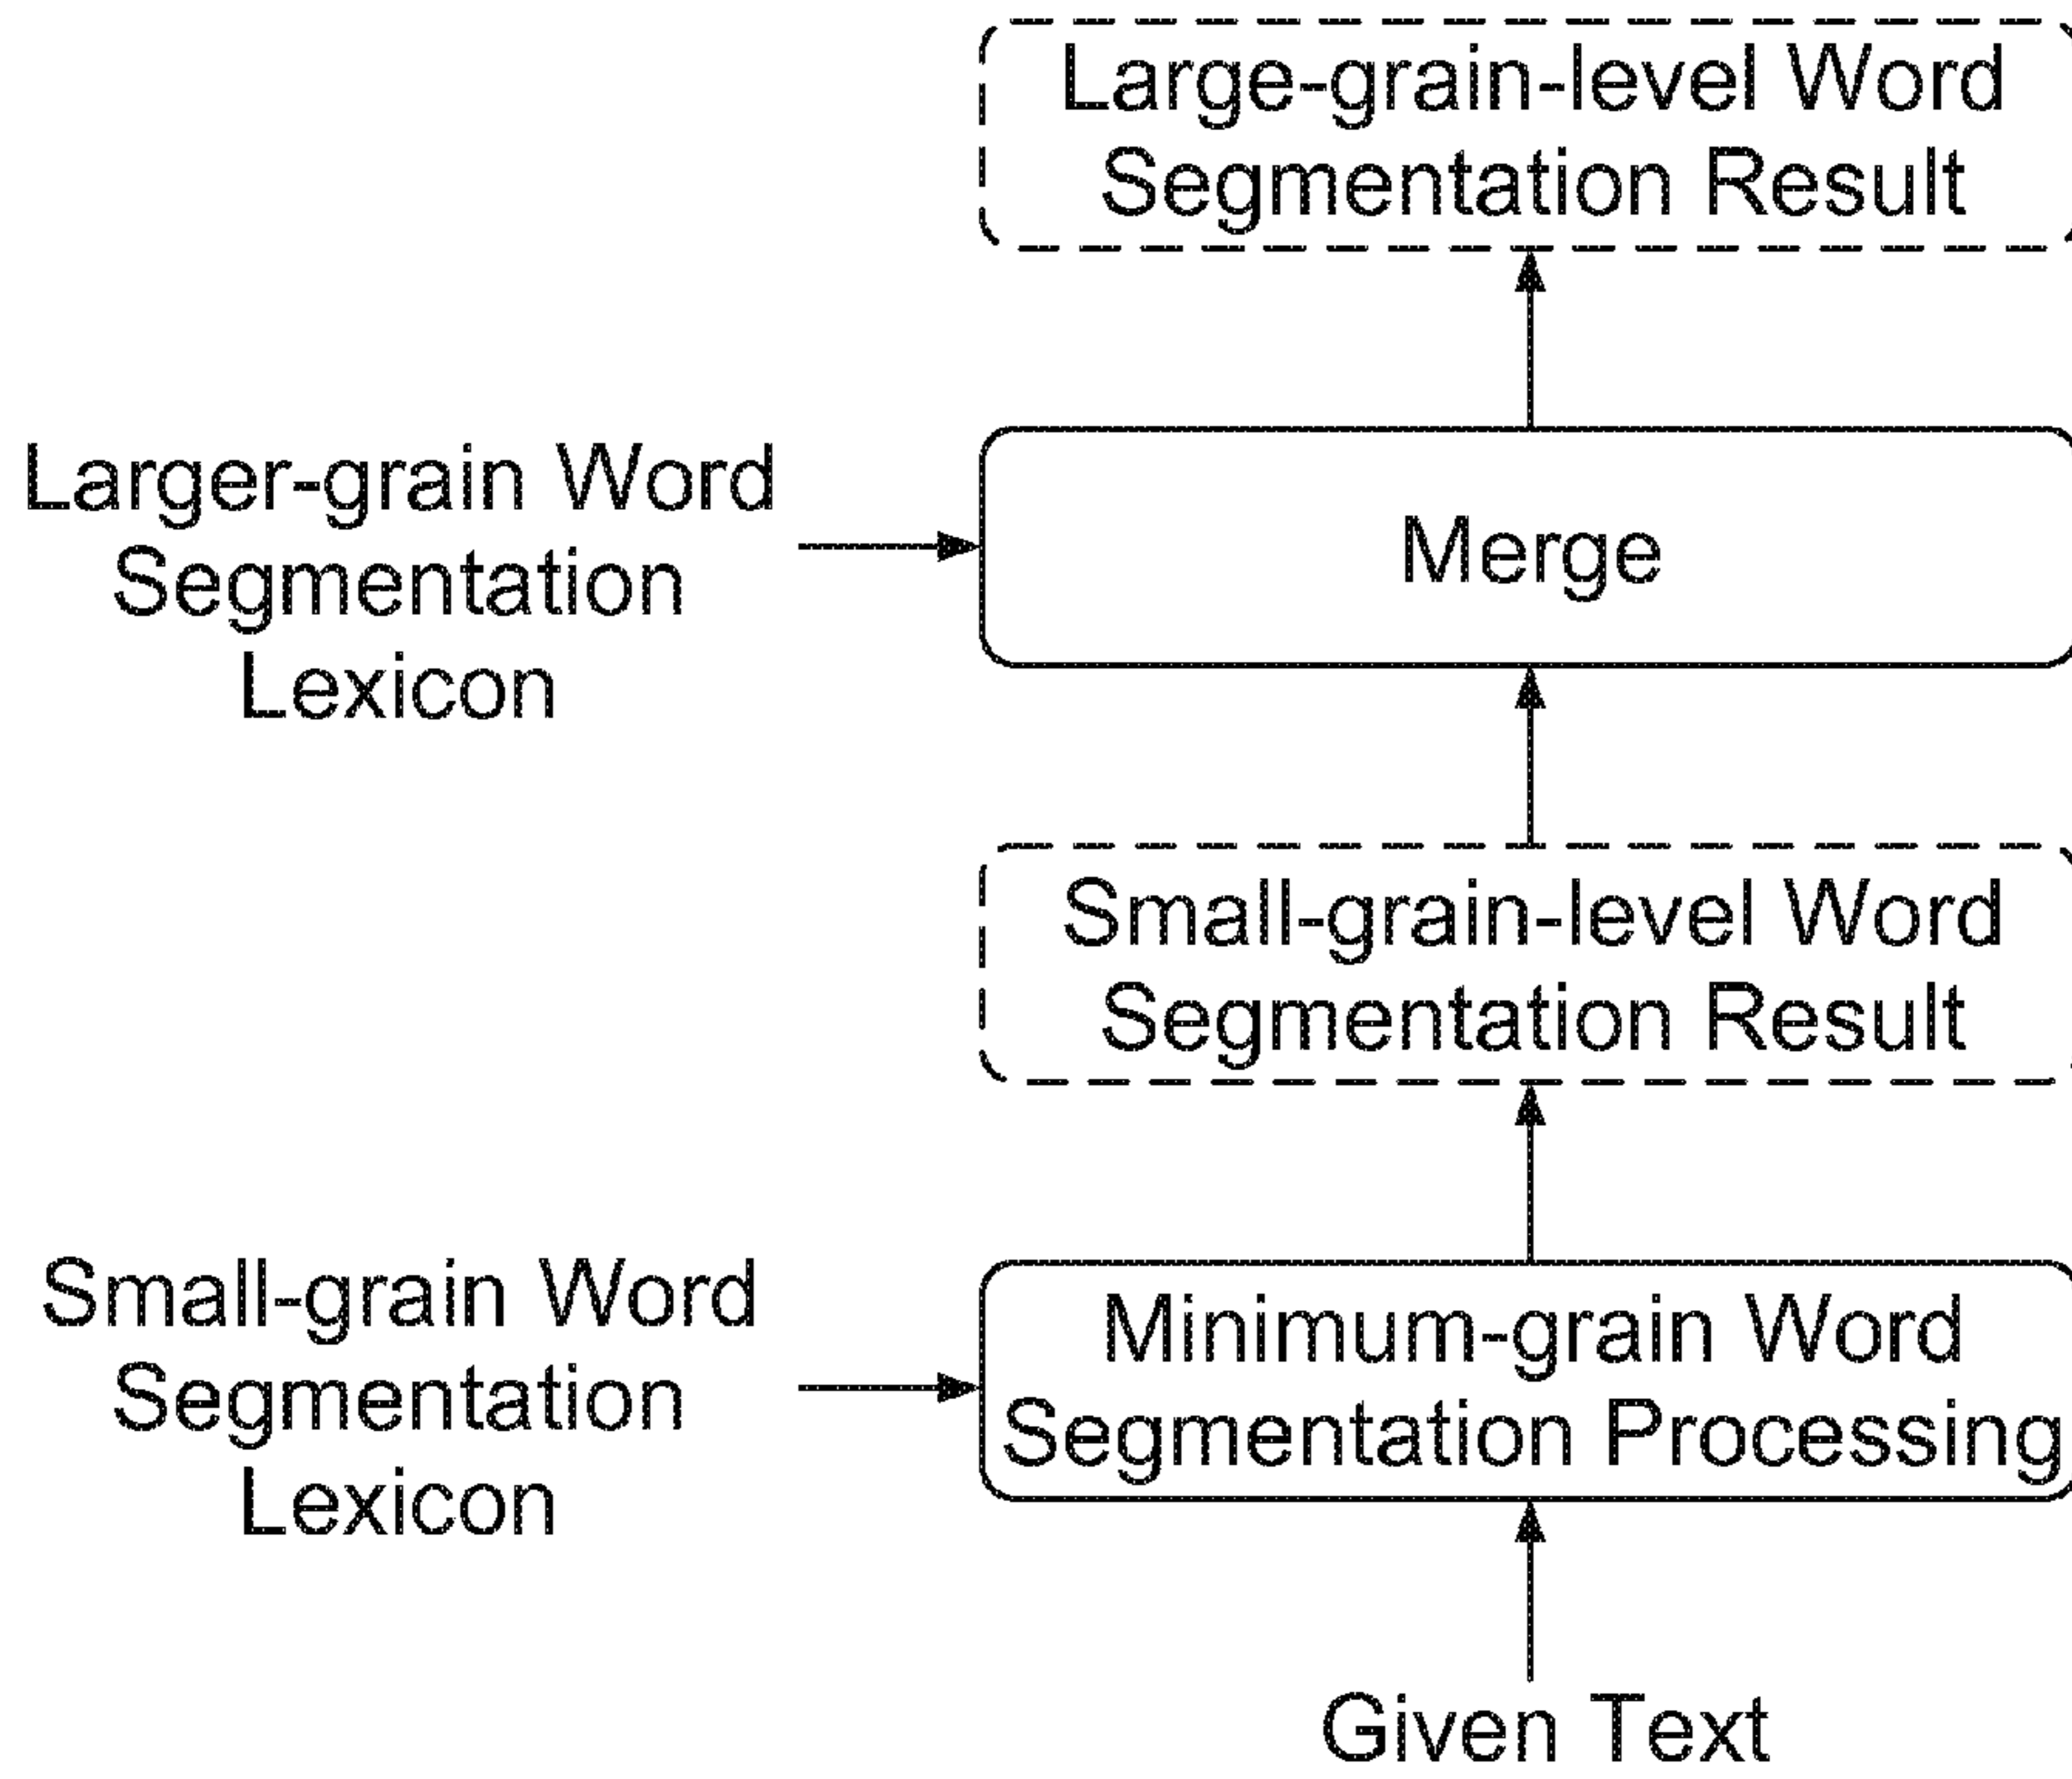 Large-grain-level Word
Segmentation Result
Larger-grain Word
Segmentation
Lexicon
Merge
Small-grain-level Word
Segmentation Result
Small-grain Word
Segmentation
Lexicon
Minimum-grain Word
Segmentation Processing
Given Text